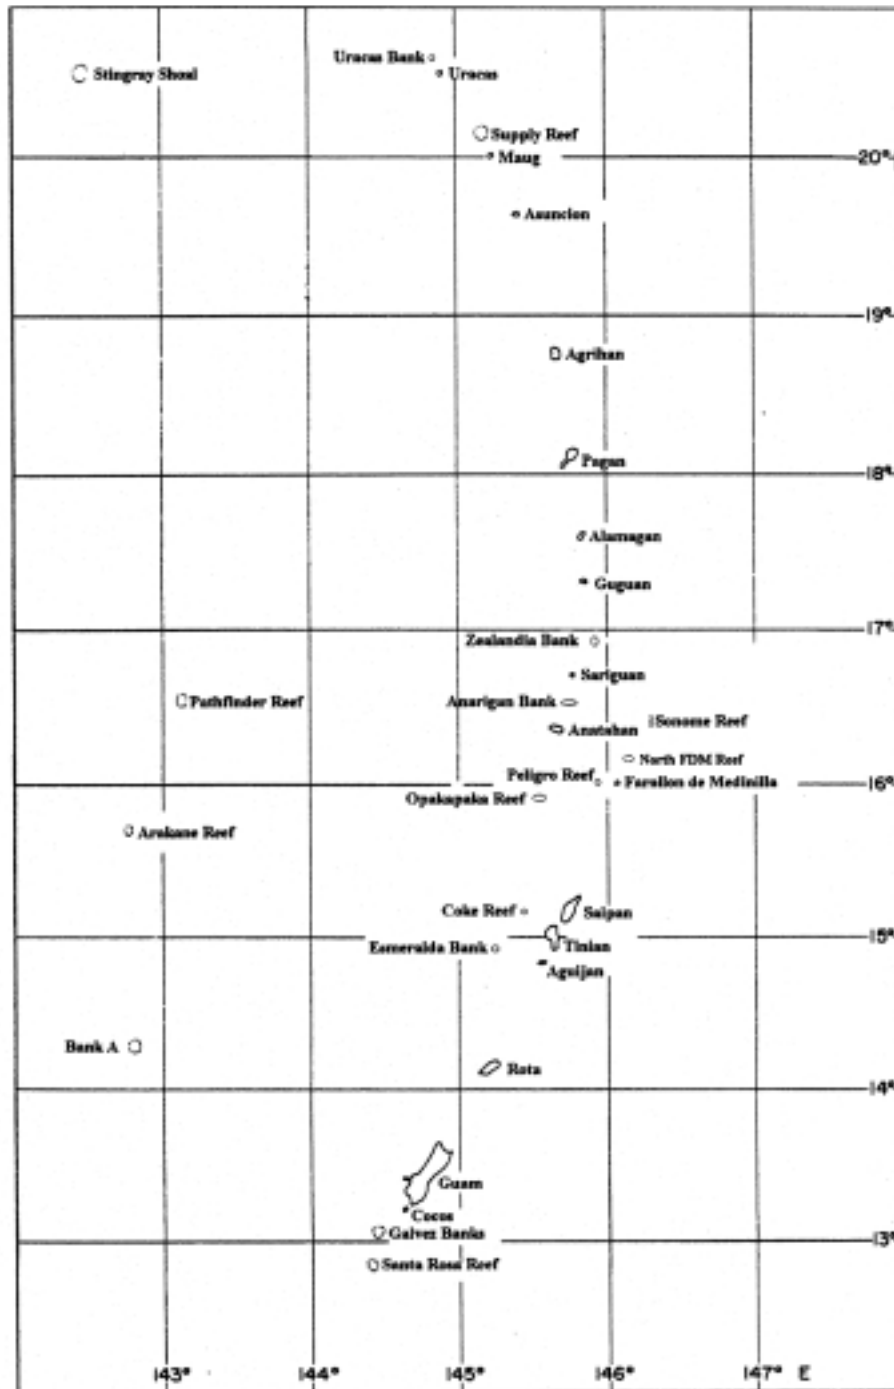 Uracas Bank
Stingray Shoal
Uracas
Supply Reef
Maug
20°
Asuncion
19°
Agrihan
Pagan
18°
Alamagan
Guguan
17°
Zealandia Bank
Sariguan
Pathfinder Reef
Anarigan Bank
Sonome Reef
Anatahan
North FDM Reef
Peligro Reef
Farallon de Medinilla
16°
Opakapaka Reef
Arakane Reef
Coke Reef
Saipan
15°
Esmeralda Bank
Tinian
Aguijan
Bank A
Rota
14°
Guam
Cocos
Galvez Banks
13°
Santa Rosa Reef
143° 144° 145° 146° 147° E